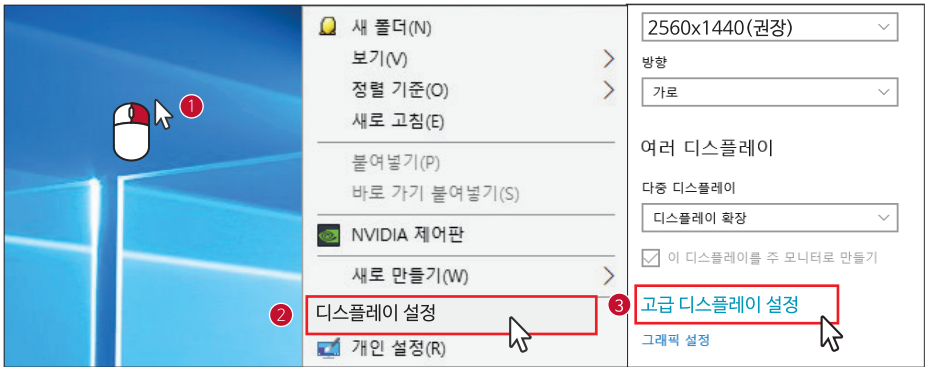 1
새 폴더(N)
보기(V)
정렬 기준(O)
새로 고침(E)
붙여넣기(P)
바로 가기 붙여넣기(S)
NVIDIA 제어판
새로 만들기(W)
2
디스플레이 설정
개인 설정(R)
2560x1440(권장)
방향
가로
여러 디스플레이
다중 디스플레이
디스플레이 확장
이 디스플레이를 주 모니터로 만들기
3
고급 디스플레이 설정
그래픽 설정